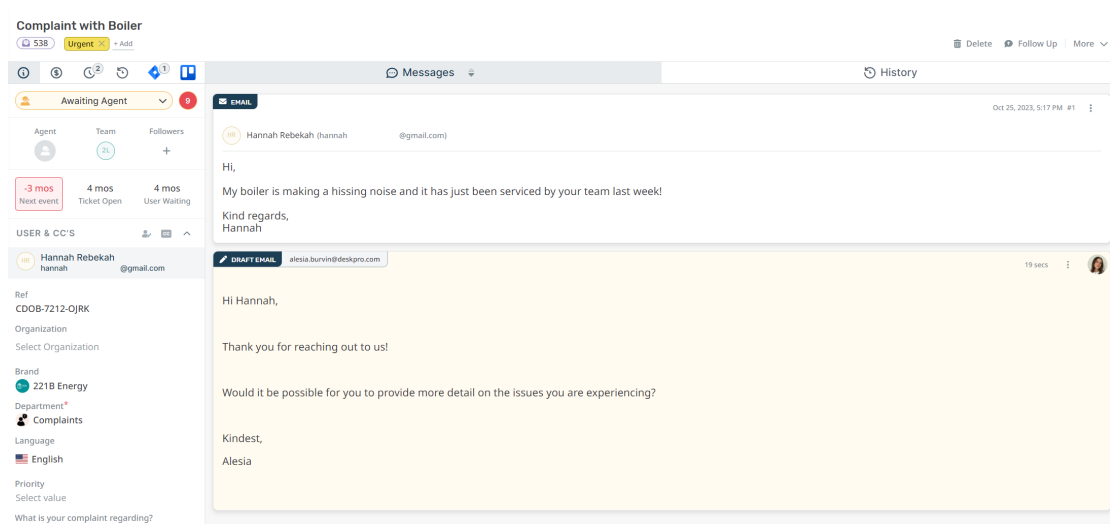 Complaint with Boiler
538 Urgent + Add
Delete Follow Up More
2 1
Messages History
Awaiting Agent 9
Agent Team Followers
2L +
-3 mos 4 mos 4 mos
Next event Ticket Open User Waiting
USER & CC'S CC
HR Hannah Rebekah
hannah @gmail.com
Ref
CDOB-7212-OJRK
Organization
Select Organization
Brand
221B Energy
Department*
Complaints
Language
English
Priority
Select value
What is your complaint regarding?
EMAIL
Oct 25, 2023, 5:17 PM #1
HR Hannah Rebekah (hannah @gmail.com)
Hi,
My boiler is making a hissing noise and it has just been serviced by your team last week!
Kind regards,
Hannah
DRAFT EMAIL alesia.burvin@deskpro.com
19 secs
Hi Hannah,
Thank you for reaching out to us!
Would it be possible for you to provide more detail on the issues you are experiencing?
Kindest,
Alesia